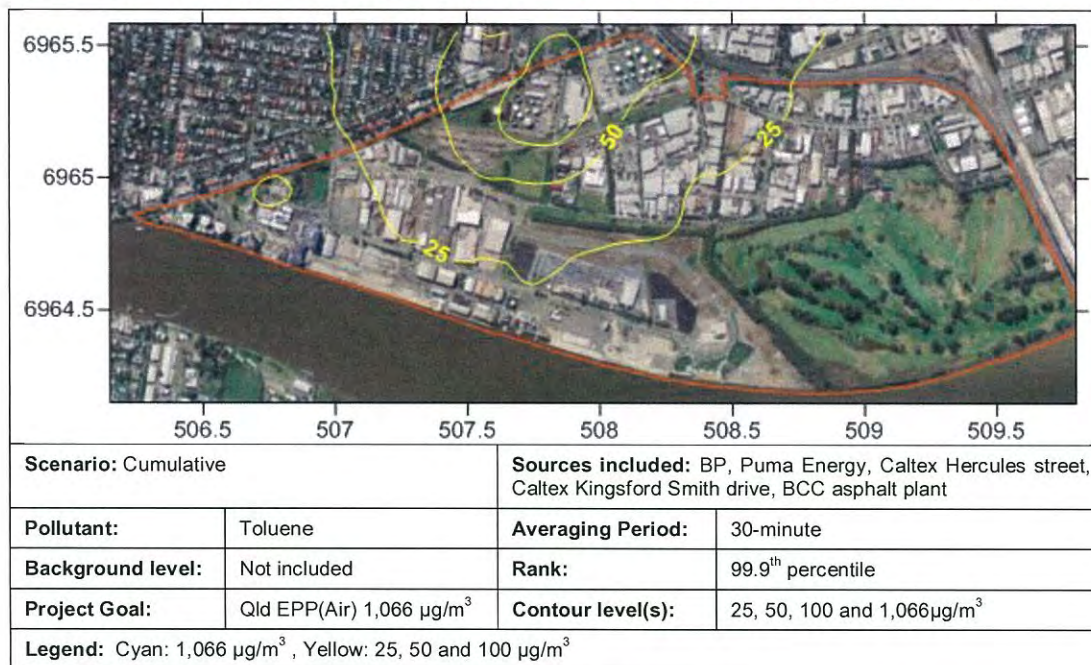 6965.5
6965
6964.5
50
25
25
506.5 507 507.5 508 508.5 509 509.5
Scenario: Cumulative
Sources included: BP, Puma Energy, Caltex Hercules street,
Caltex Kingsford Smith drive, BCC asphalt plant
Pollutant: Toluene
Averaging Period: 30-minute
Background level: Not included
Rank: 99.9th percentile
Project Goal: Qld EPP(Air) 1,066 µg/m³
Contour level(s): 25, 50, 100 and 1,066µg/m³
Legend: Cyan: 1,066 µg/m³ , Yellow: 25, 50 and 100 µg/m³